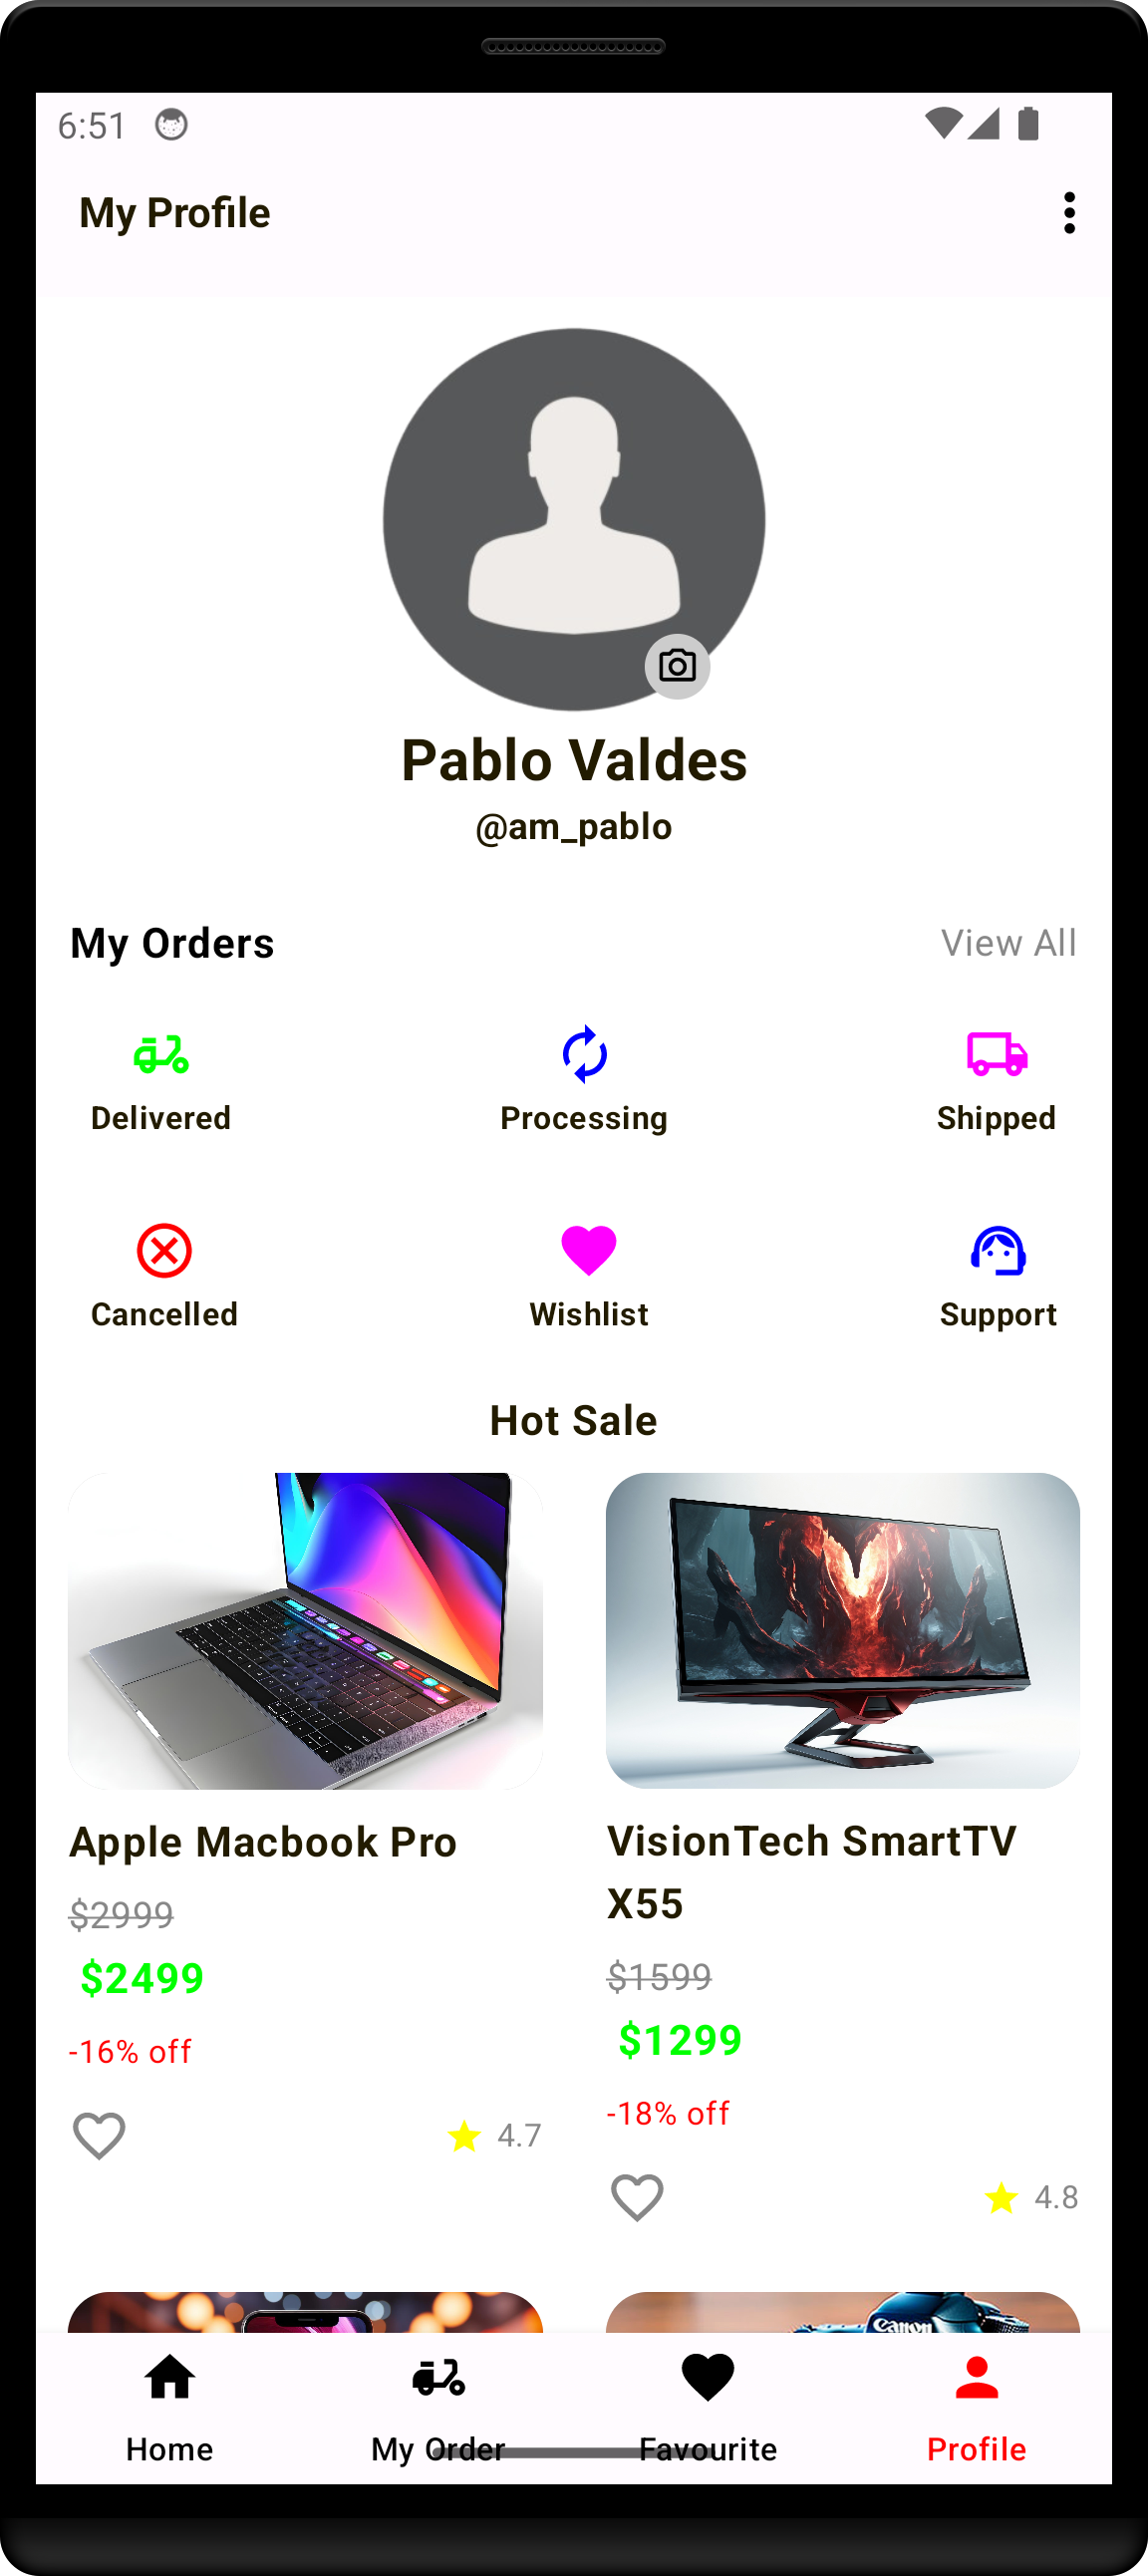 6:51
My Profile
Pablo Valdes
@am_pablo
My Orders
View All
Delivered
Processing
Shipped
Cancelled
Wishlist
Support
Hot Sale
Apple Macbook Pro
$2999
$2499
-16% off
4.7
VisionTech SmartTV
X55
$1599
$1299
-18% off
4.8
Canon
Home
My Order
Favourite
Profile